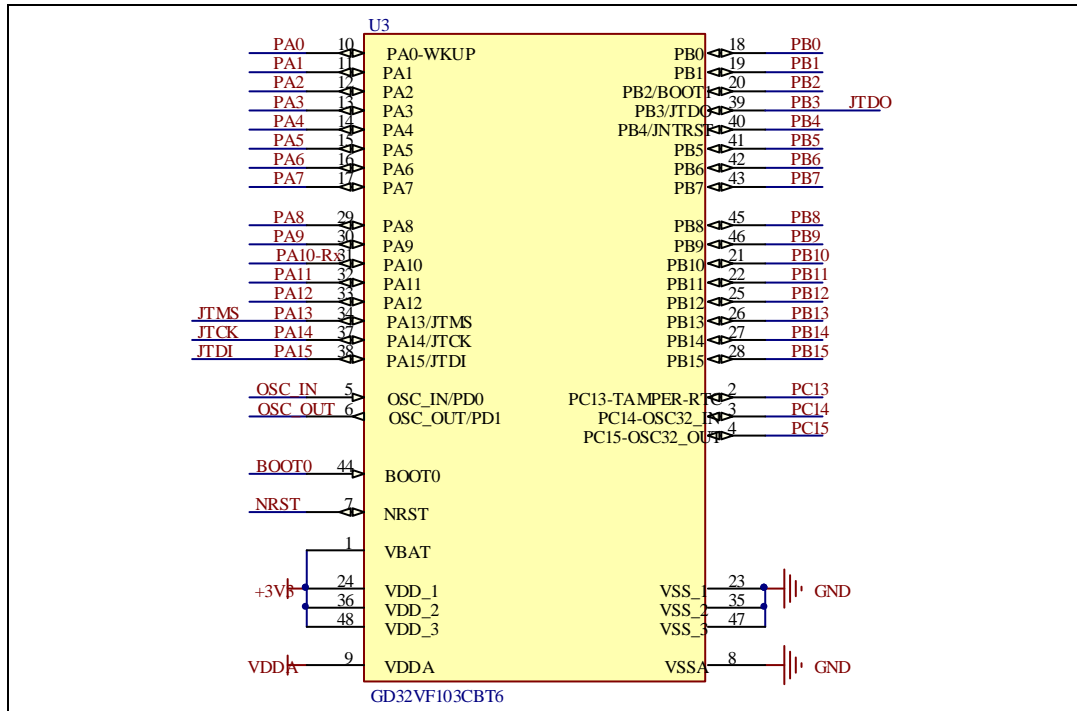 U3
PA0 10 PA0-WKUP PB0 18 PB0
PA1 11 PA1 PB1 19 PB1
PA2 12 PA2 PB2/BOOT1 20 PB2
PA3 13 PA3 PB3/JTDO 39 PB3 JTDO
PA4 14 PA4 PB4/JNTRST 40 PB4
PA5 15 PA5 PB5 41 PB5
PA6 16 PA6 PB6 42 PB6
PA7 17 PA7 PB7 43 PB7
PA8 29 PA8 PB8 45 PB8
PA9 30 PA9 PB9 46 PB9
PA10-Rx 31 PA10 PB10 21 PB10
PA11 32 PA11 PB11 22 PB11
PA12 33 PA12 PB12 25 PB12
JTMS PA13 34 PA13/JTMS PB13 26 PB13
JTCK PA14 37 PA14/JTCK PB14 27 PB14
JTDI PA15 38 PA15/JTDI PB15 28 PB15
OSC_IN 5 OSC_IN/PD0 PC13-TAMPER-RTC 2 PC13
OSC_OUT 6 OSC_OUT/PD1 PC14-OSC32_IN 3 PC14
PC15-OSC32_OUT 4 PC15
BOOT0 44 BOOT0
NRST 7 NRST
1 VBAT
+3V3 24 VDD_1 VSS_1 23 GND
36 VDD_2 VSS_2 35
48 VDD_3 VSS_3 47
VDDA 9 VDDA VSSA 8 GND
GD32VF103CBT6